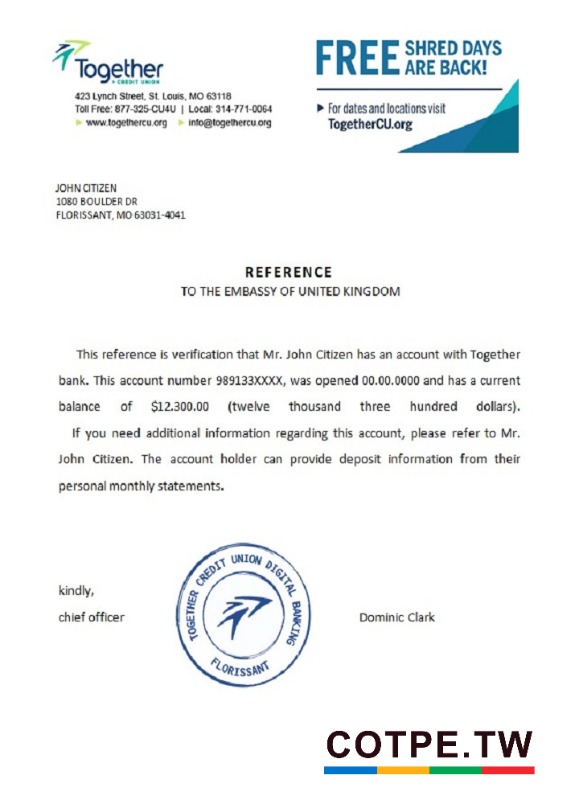 Together
CREDIT UNION
423 Lynch Street, St. Louis, MO 63118
Toll Free: 877-325-CU4U | Local: 314-771-0064
www.togethercu.org info@togethercu.org
FREE SHRED DAYS
ARE BACK!
For dates and locations visit
TogetherCU.org
JOHN CITIZEN
1080 BOULDER DR
FLORISSANT, MO 63031-4041
REFERENCE
TO THE EMBASSY OF UNITED KINGDOM
This reference is verification that Mr. John Citizen has an account with Together
bank. This account number 989133XXXX, was opened 00.00.0000 and has a current
balance of $12,300.00 (twelve thousand three hundred dollars).
If you need additional information regarding this account, please refer to Mr.
John Citizen. The account holder can provide deposit information from their
personal monthly statements.
kindly,
chief officer
TOGETHER CREDIT UNION DIGITAL BANKING
FLORISSANT
Dominic Clark
COTPE.TW